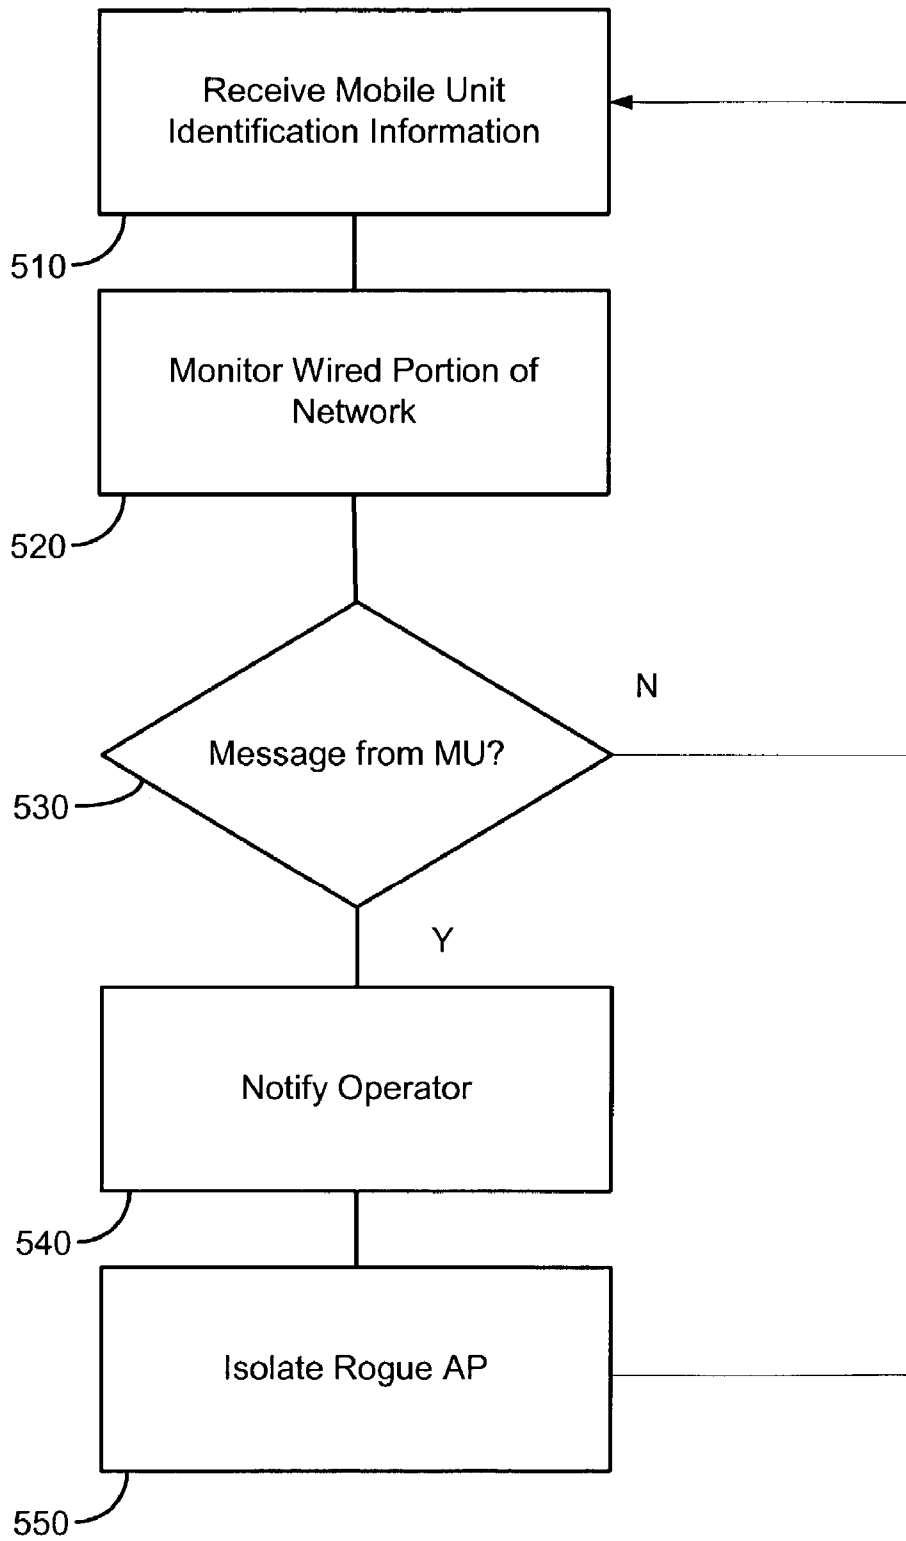 Receive Mobile Unit
Identification Information
510
Monitor Wired Portion of
Network
520
N
Message from MU?
530
Y
Notify Operator
540
Isolate Rogue AP
550